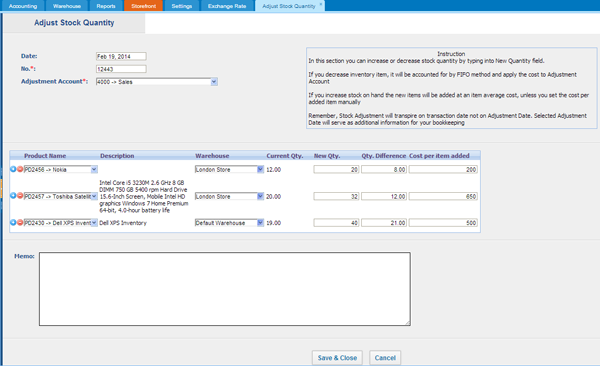 Accounting Warehouse Reports Storefront Settings Exchange Rate Adjust Stock Quantity x
Adjust Stock Quantity
Date: Feb 19, 2014
No.*: 12443
Adjustment Account*: 4000 -> Sales
Instruction
In this section you can increase or decrease stock quantity by typing into New Quantity field.
If you decrease inventory item, it will be accounted for by FIFO method and apply the cost to Adjustment
Account
If you increase stock on hand the new items will be added at an item average cost, unless you set the cost per
added item manually
Remember, Stock Adjustment will transpire on transaction date not on Adjustment Date. Selected Adjustment
Date will serve as additional information for your bookkeeping
Product Name Description Warehouse Current Qty. New Qty. Qty. Difference Cost per item added
PD2456 -> Nokia London Store 12.00 20 8.00 200
Intel Core i5 3230M 2.6 GHz 8 GB
DIMM 750 GB 5400 rpm Hard Drive
15.6-Inch Screen, Mobile Intel HD
graphics Windows 7 Home Premium
64-bit, 4.0-hour battery life
PD2457 -> Toshiba Satellit London Store 20.00 32 12.00 650
PD2430 -> Dell XPS Invent Dell XPS Inventory Default Warehouse 19.00 40 21.00 500
Memo:
Save & Close Cancel